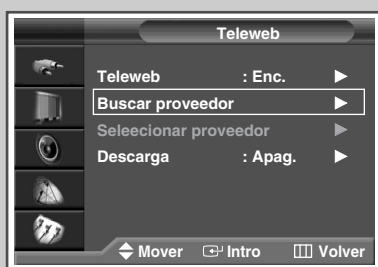 Teleweb
Teleweb : Enc.
Buscar proveedor
Seleecionar proveedor
Descarga : Apag.
Mover Intro Volver